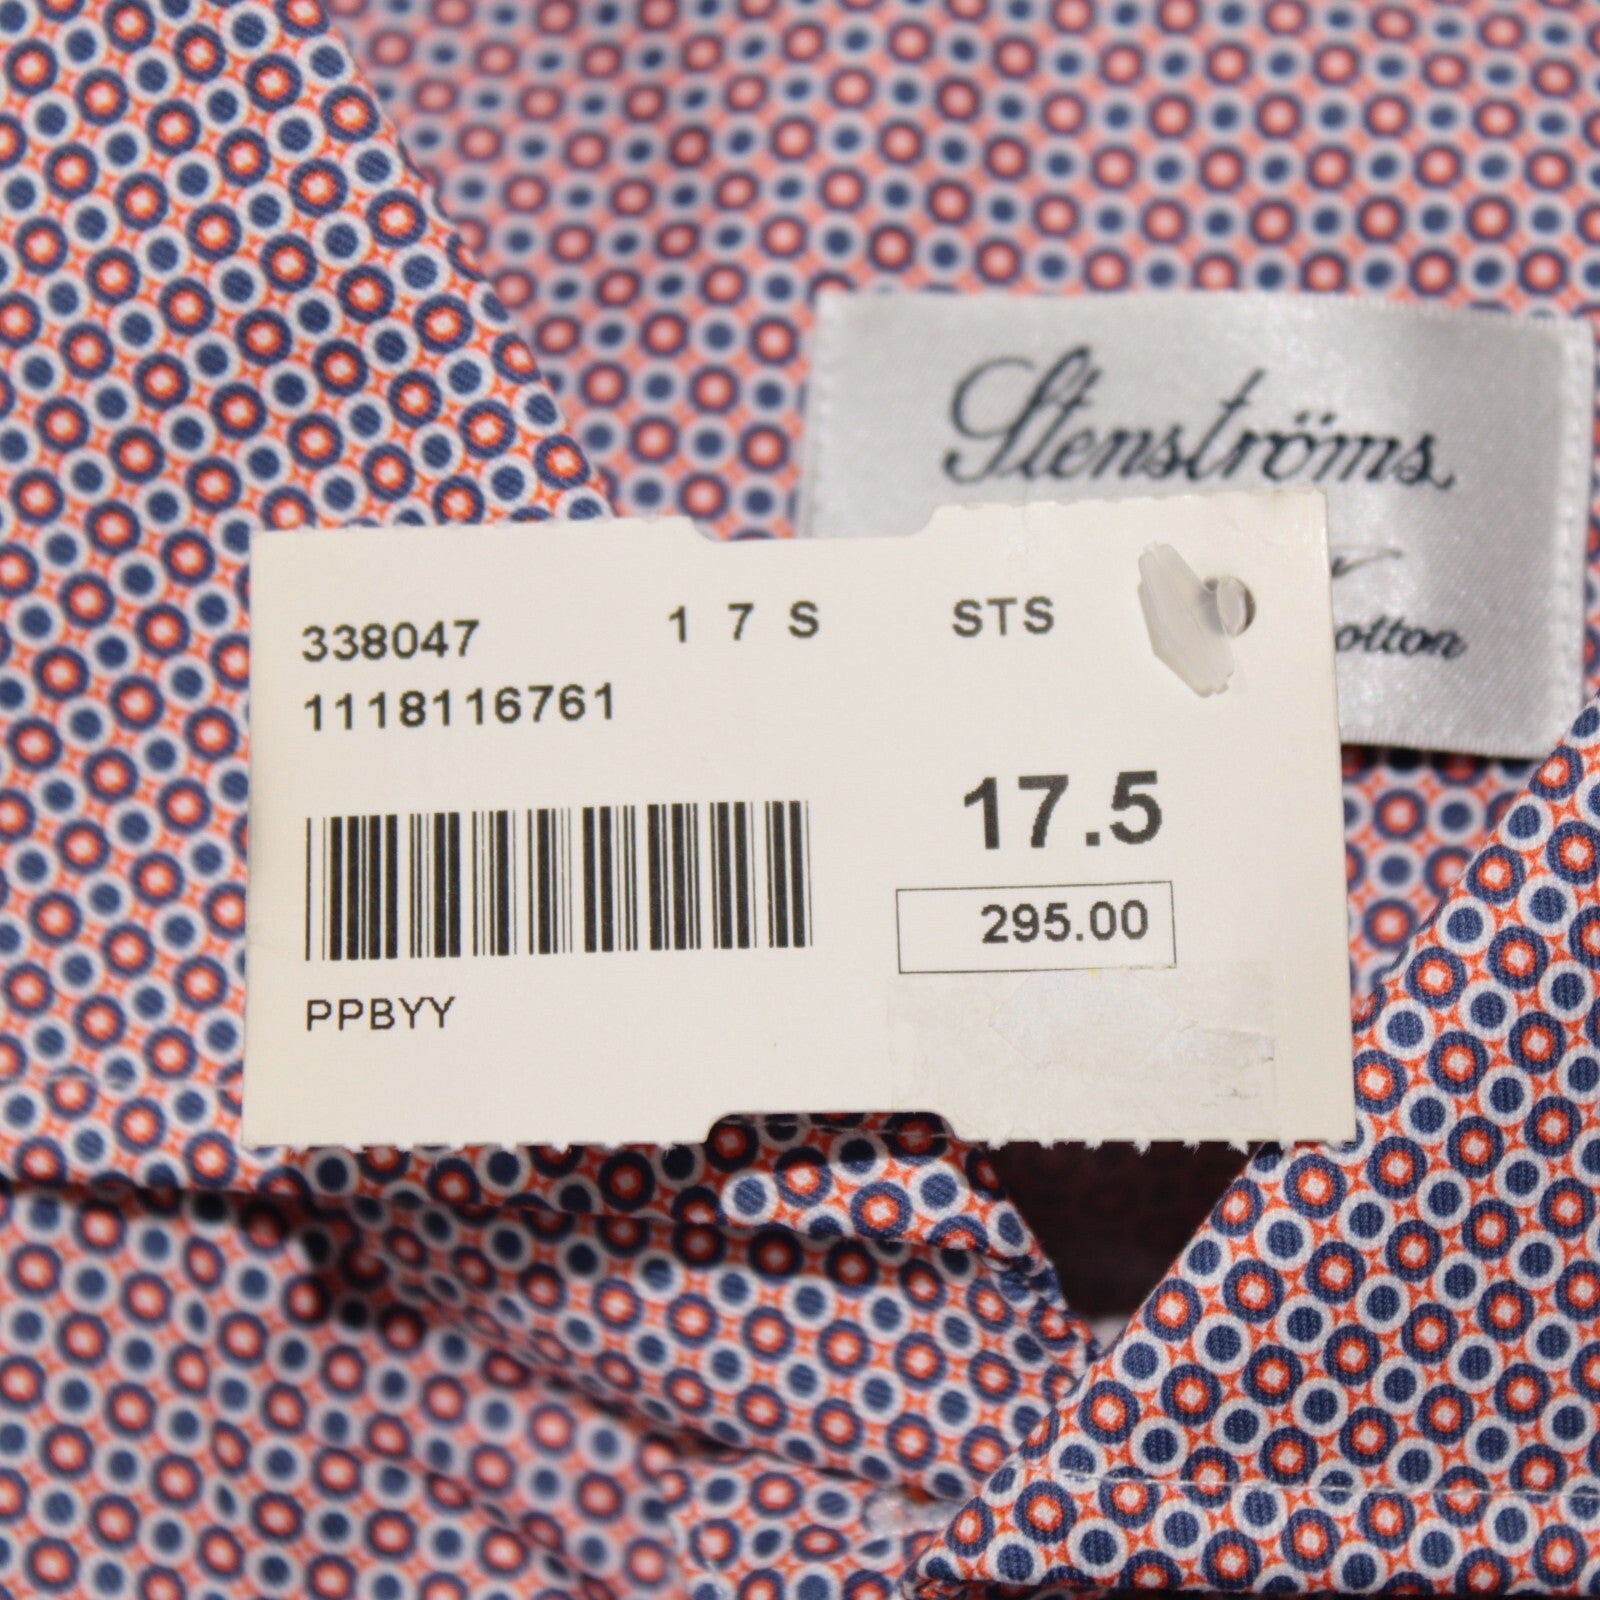 Stenströms
otton
338047 1 7 S STS
1118116761
17.5
295.00
PPBYY